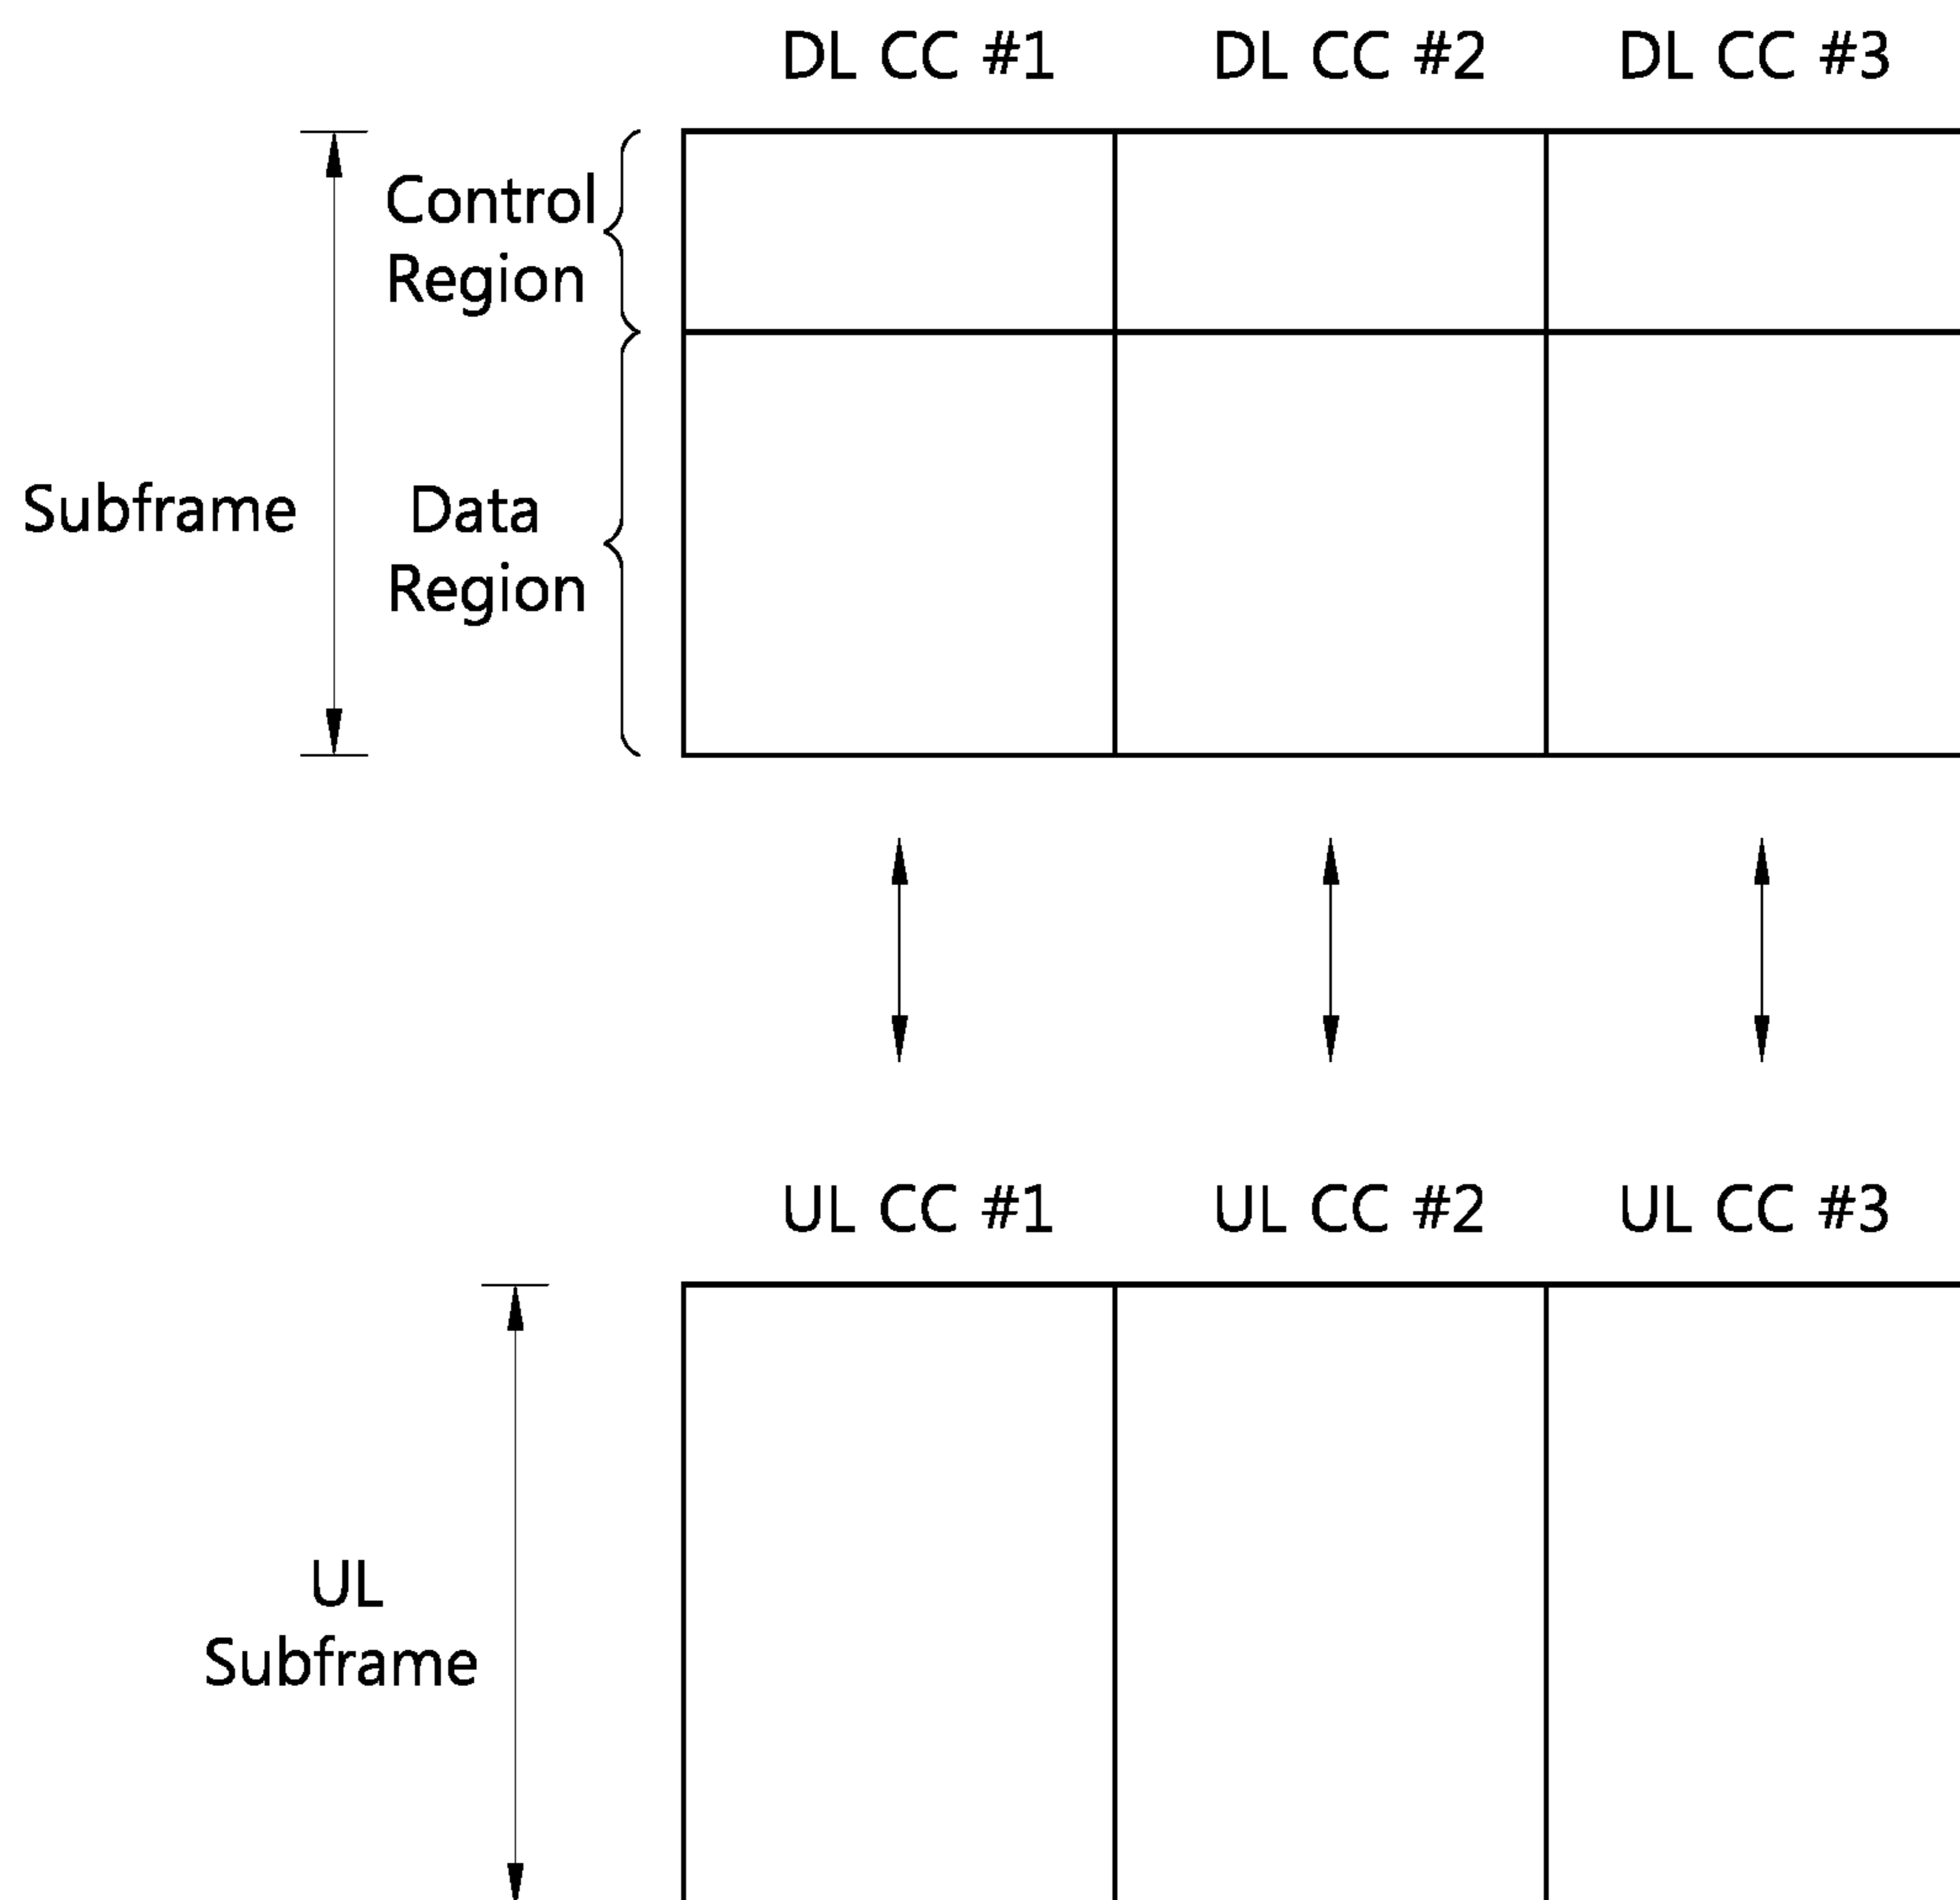 DL CC #1 DL CC #2 DL CC #3
Control
Region
Subframe
Data
Region
UL CC #1 UL CC #2 UL CC #3
UL
Subframe